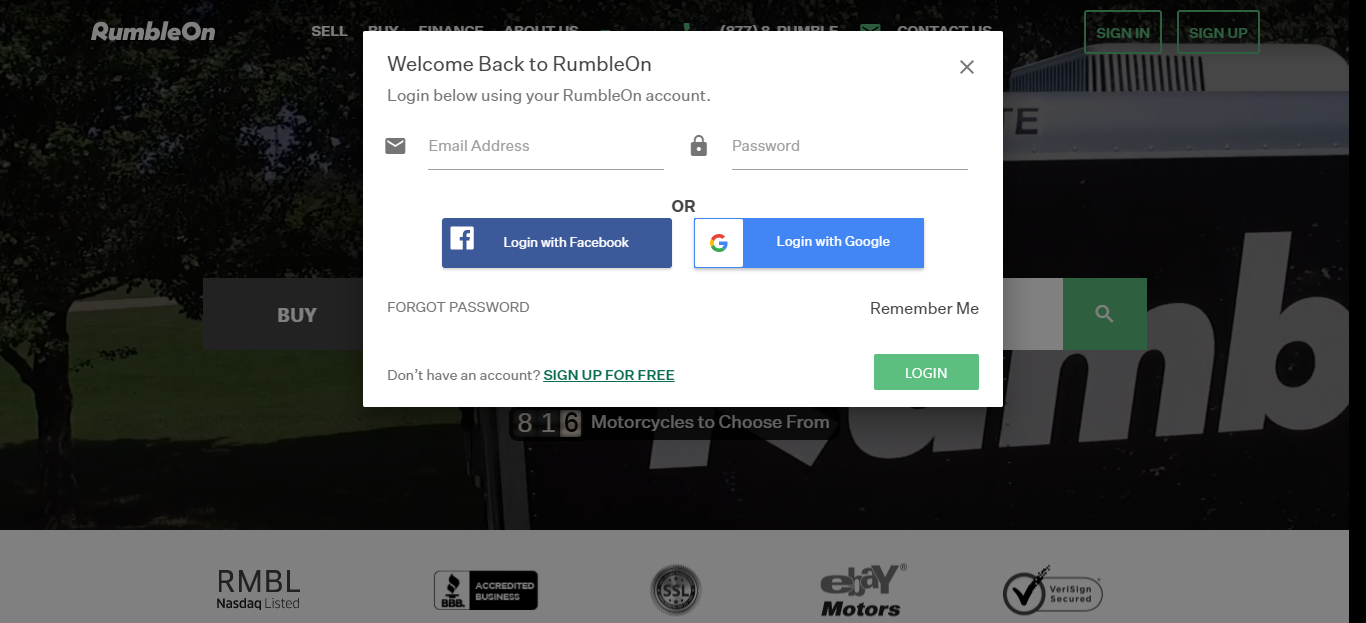 RumbleOn
SELL BUY FINANCE ABOUT US (877) 8-RUMBLE CONTACT US SIGN IN SIGN UP
Welcome Back to RumbleOn
Login below using your RumbleOn account.
Email Address Password
OR
Login with Facebook Login with Google
FORGOT PASSWORD Remember Me
BUY
Don't have an account? SIGN UP FOR FREE LOGIN
816 Motorcycles to Choose From
RMBL
Nasdaq Listed
BBB. ACCREDITED
BUSINESS
SSL
ebay®
Motors
VeriSign
Secured